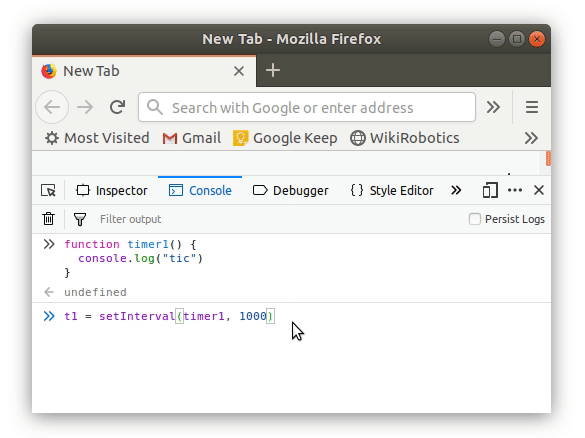 New Tab - Mozilla Firefox
New Tab
Search with Google or enter address
Most Visited Gmail Google Keep WikiRobotics
Inspector Console Debugger { } Style Editor
Filter output Persist Logs
function timer1() {
console.log("tic")
}
undefined
t1 = setInterval(timer1, 1000)